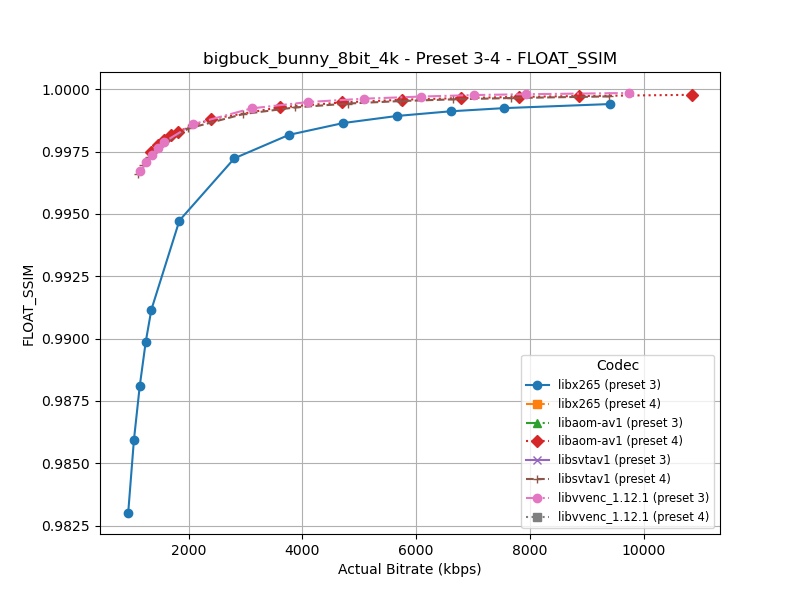 bigbuck_bunny_8bit_4k - Preset 3-4 - FLOAT_SSIM
1.0000
0.9975
0.9950
0.9925
0.9900
0.9875
0.9850
0.9825
FLOAT_SSIM
2000
4000
6000
8000
10000
Actual Bitrate (kbps)
Codec
libx265 (preset 3)
libx265 (preset 4)
libaom-av1 (preset 3)
libaom-av1 (preset 4)
libsvtav1 (preset 3)
libsvtav1 (preset 4)
libvvenc_1.12.1 (preset 3)
libvvenc_1.12.1 (preset 4)